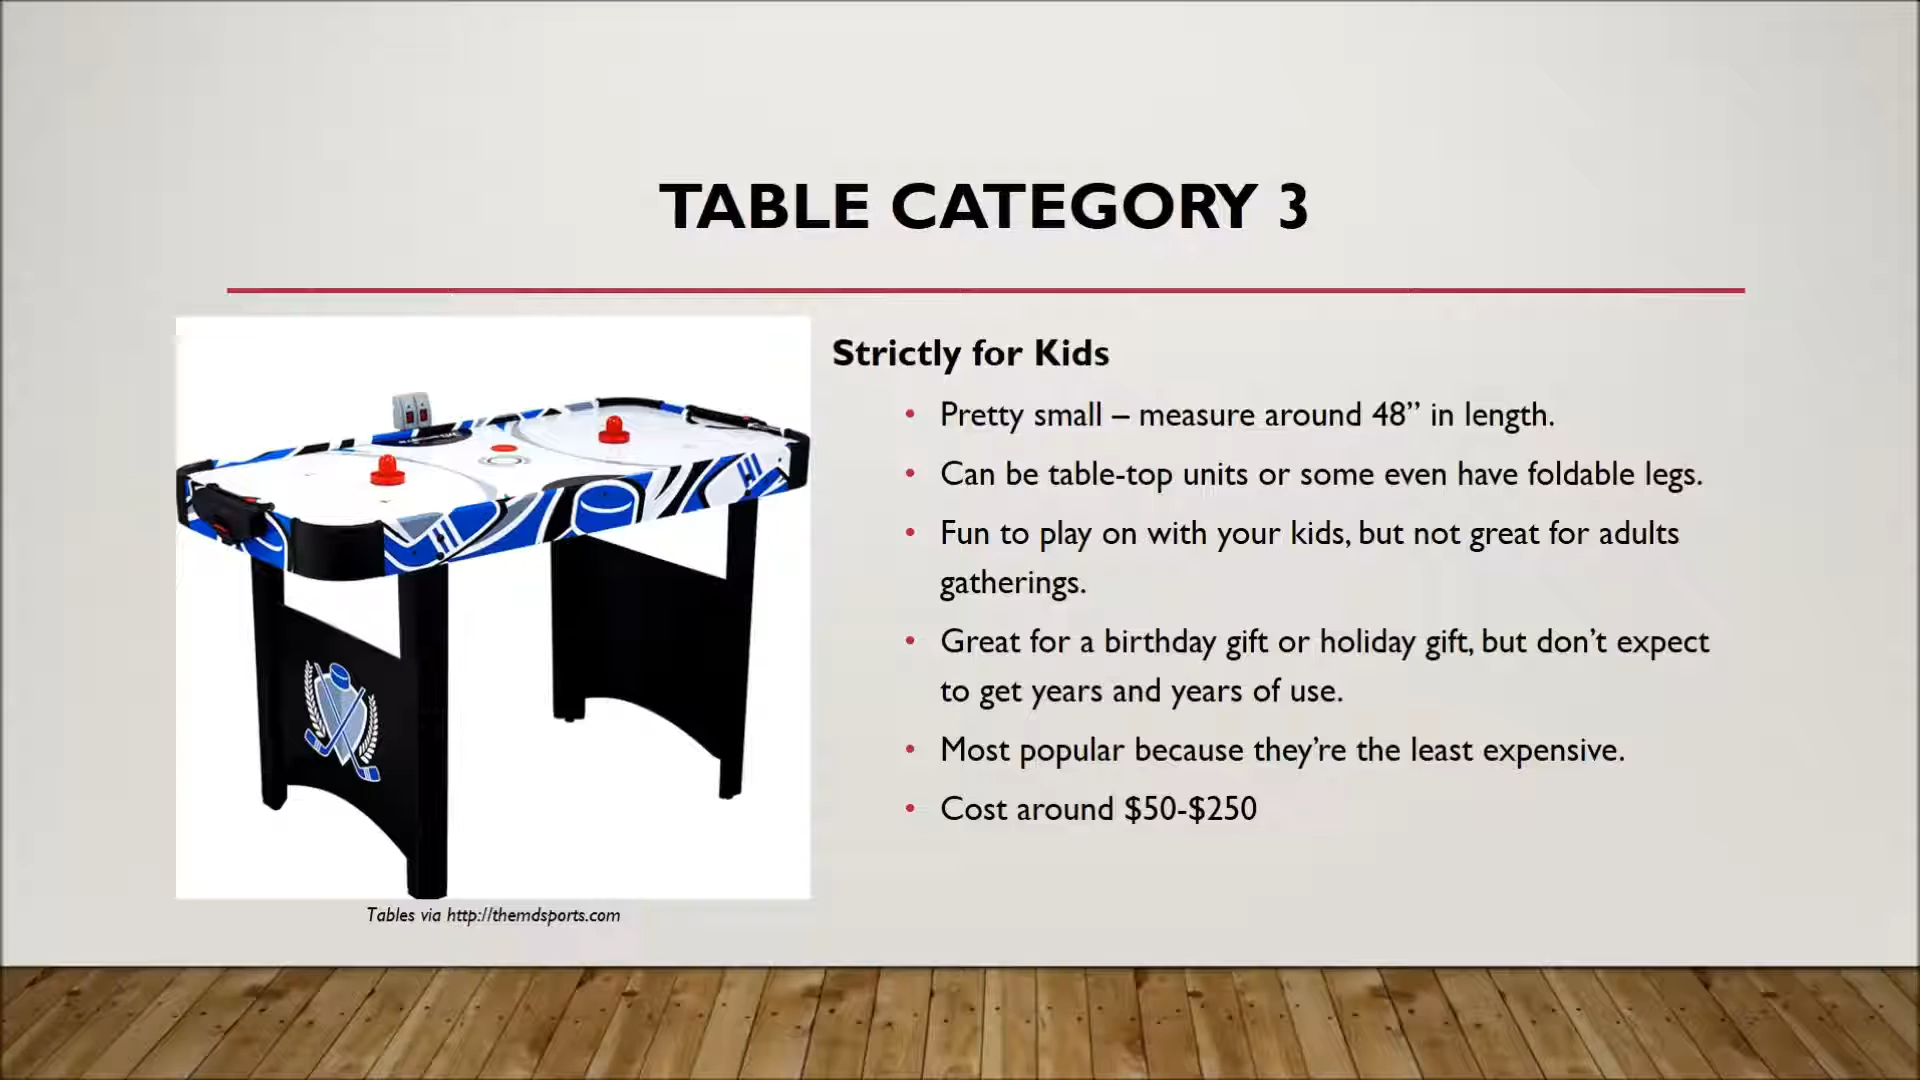 TABLE CATEGORY 3
Strictly for Kids
• Pretty small – measure around 48” in length.
• Can be table-top units or some even have foldable legs.
• Fun to play on with your kids, but not great for adults
gatherings.
• Great for a birthday gift or holiday gift, but don’t expect
to get years and years of use.
• Most popular because they’re the least expensive.
• Cost around $50-$250
Tables via http://themdsports.com